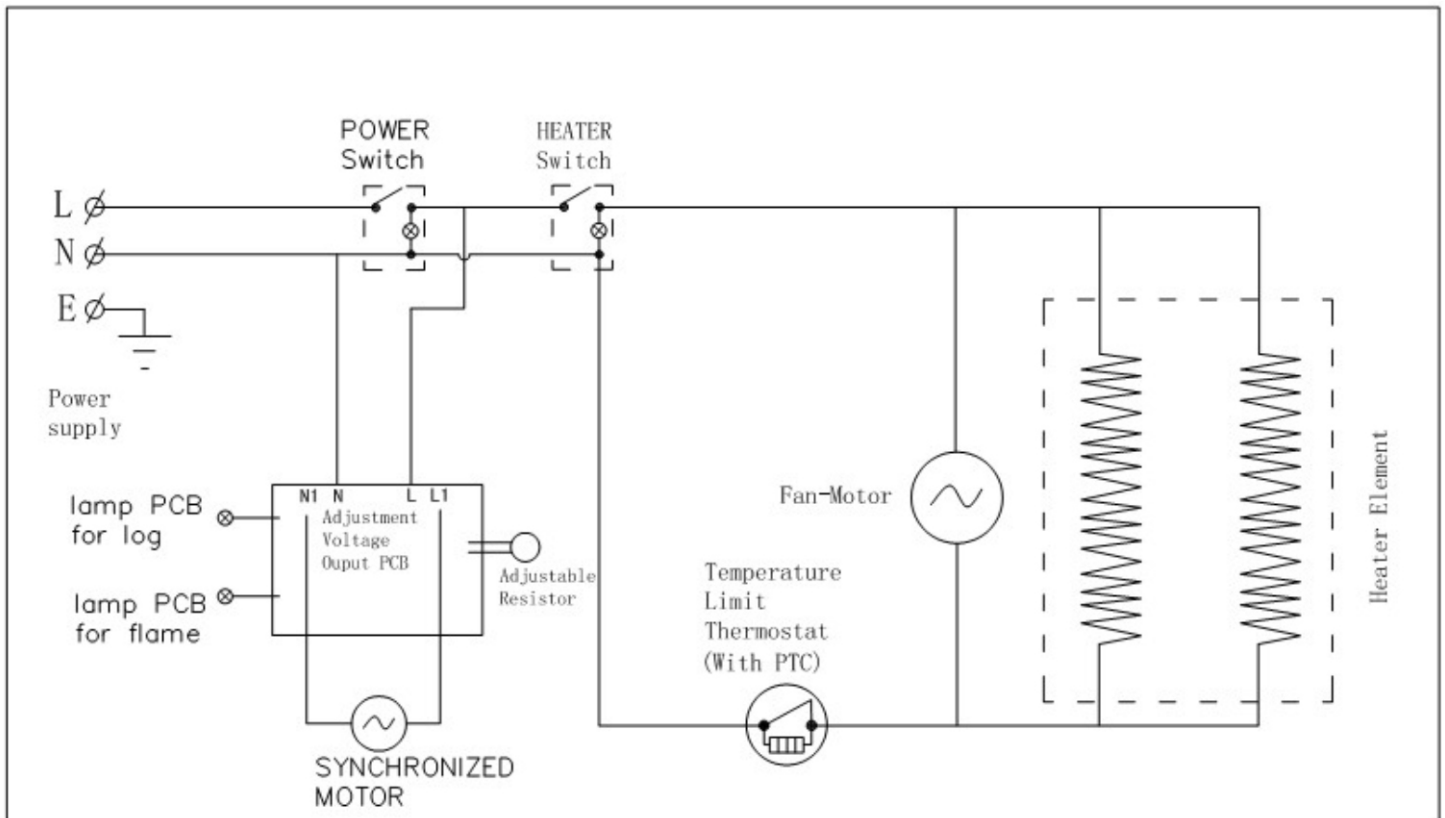 POWER
Switch
HEATER
Switch
L
N
E
Power
supply
N1 N L L1
Adjustment
Voltage
Ouput PCB
lamp PCB
for log
lamp PCB
for flame
Adjustable
Resistor
SYNCHRONIZED
MOTOR
Temperature
Limit
Thermostat
(With PTC)
Fan-Motor
Heater Element